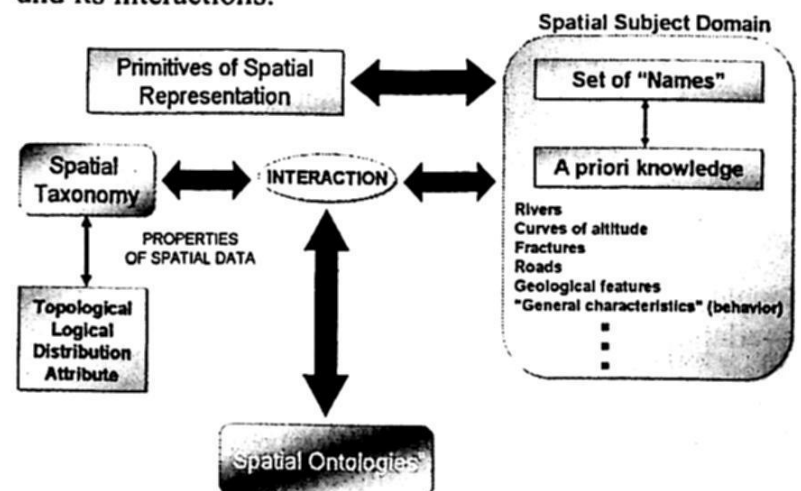 and its interactions.
Spatial Subject Domain
Primitives of Spatial
Representation
Set of "Names"
A priori knowledge
Spatial
Taxonomy
INTERACTION
PROPERTIES
OF SPATIAL DATA
Rivers
Curves of altitude
Fractures
Roads
Geological features
"General characteristics" (behavior)
Topological
Logical
Distribution
Attribute
Spatial Ontologies"